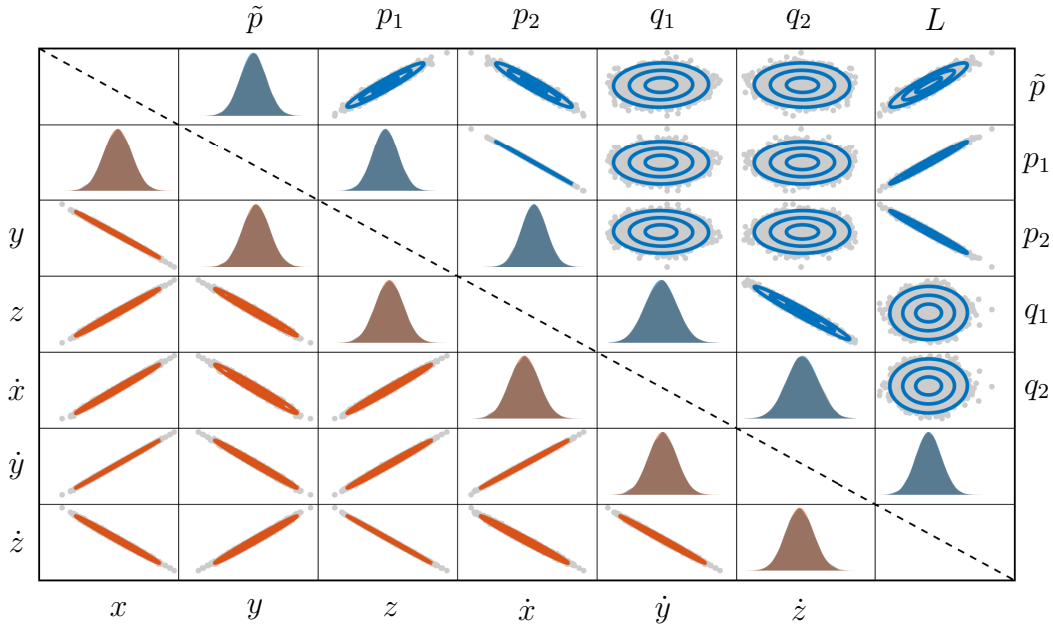 p̃ p₁ p₂ q₁ q₂ L
p̃
p₁
y p₂
z q₁
ẋ q₂
ẏ
ż
x y z ẋ ẏ ż